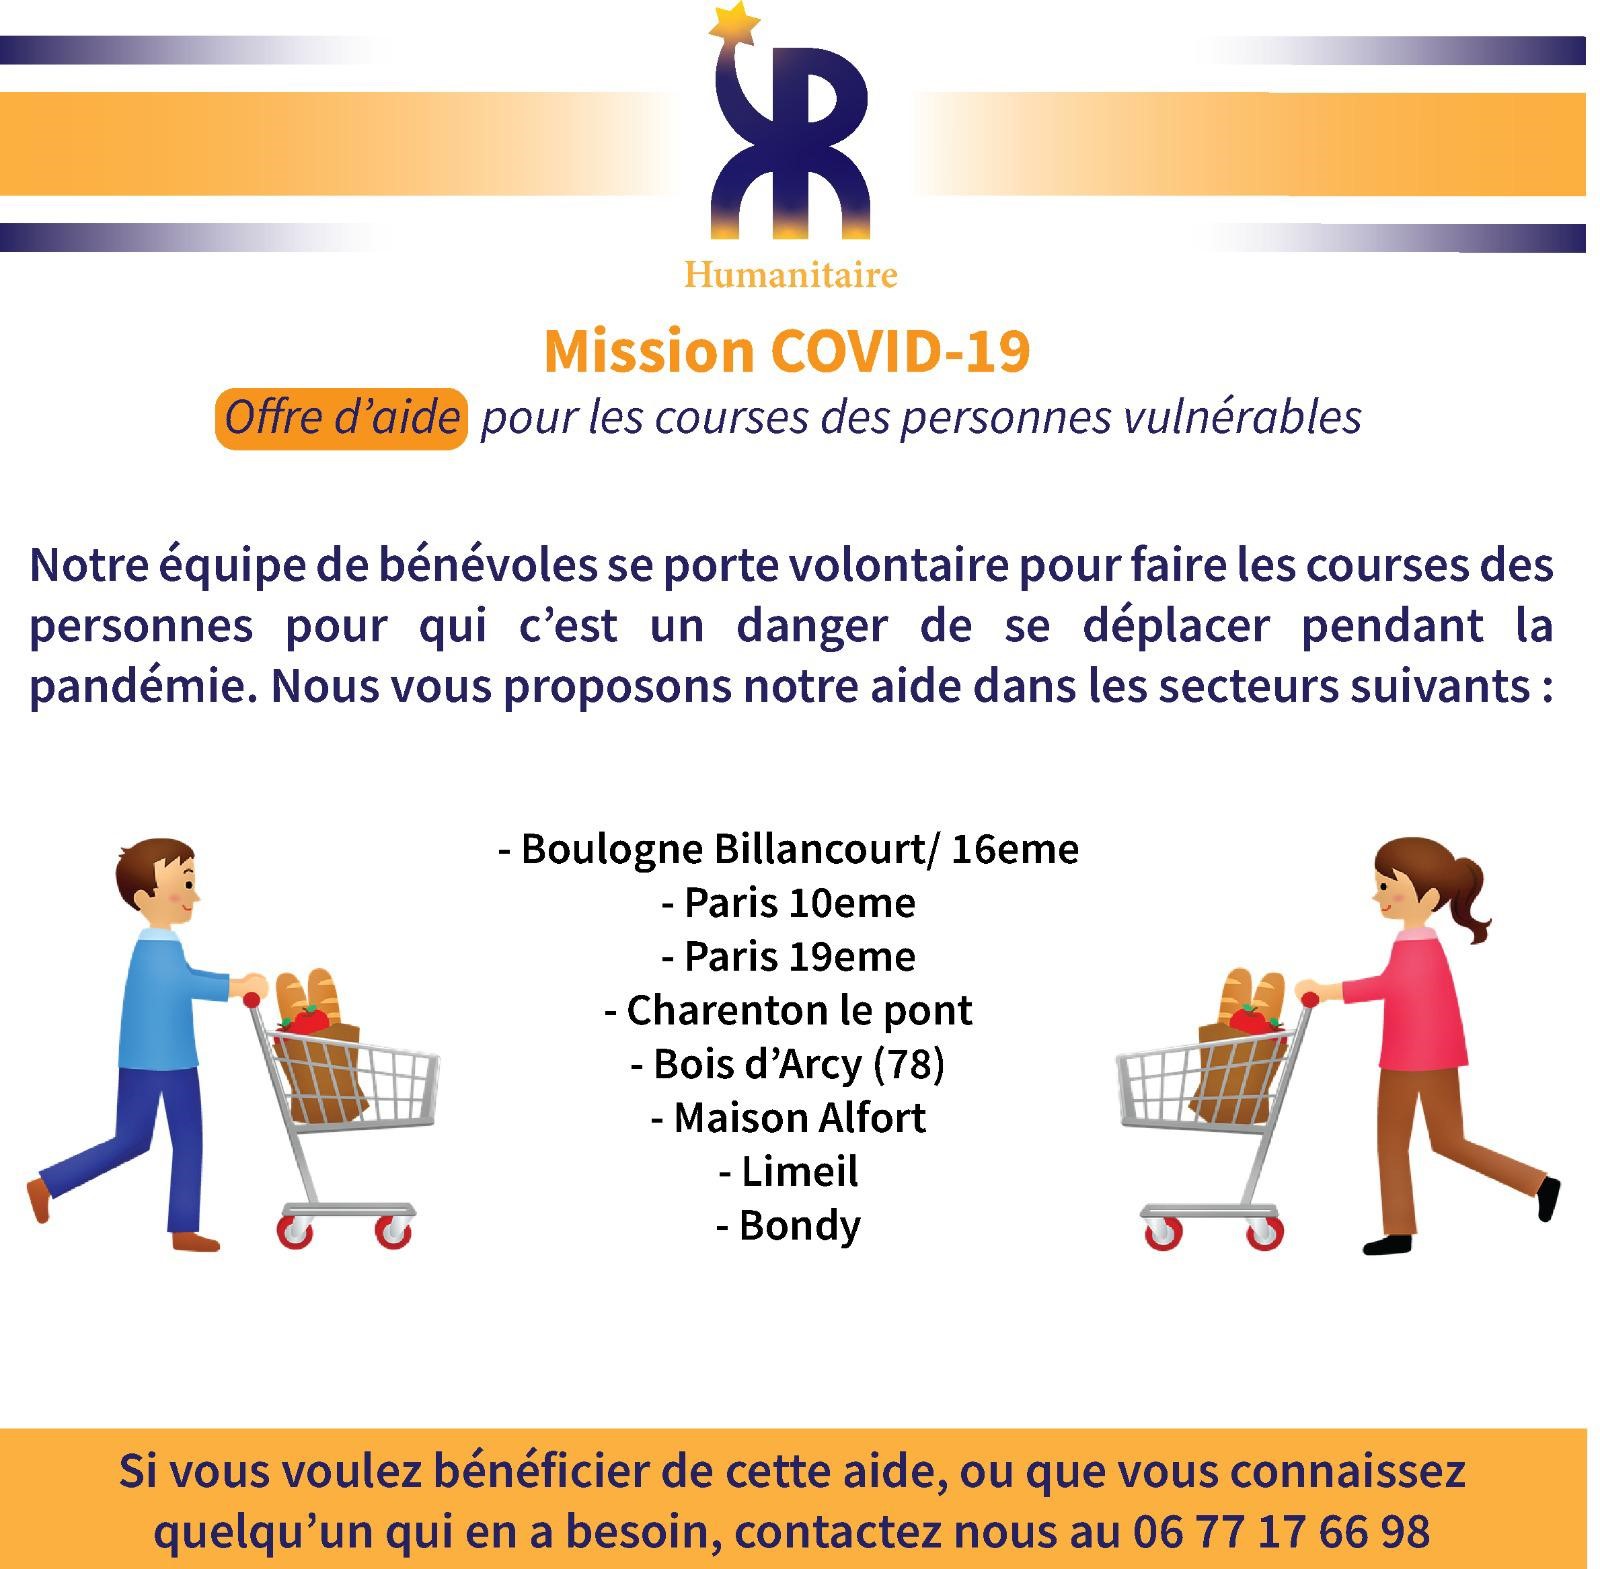 Humanitaire
Mission COVID-19
Offre d’aide pour les courses des personnes vulnérables
Notre équipe de bénévoles se porte volontaire pour faire les courses des
personnes pour qui c’est un danger de se déplacer pendant la
pandémie. Nous vous proposons notre aide dans les secteurs suivants :
- Boulogne Billancourt/ 16eme
- Paris 10eme
- Paris 19eme
- Charenton le pont
- Bois d’Arcy (78)
- Maison Alfort
- Limeil
- Bondy
Si vous voulez bénéficier de cette aide, ou que vous connaissez
quelqu’un qui en a besoin, contactez nous au 06 77 17 66 98